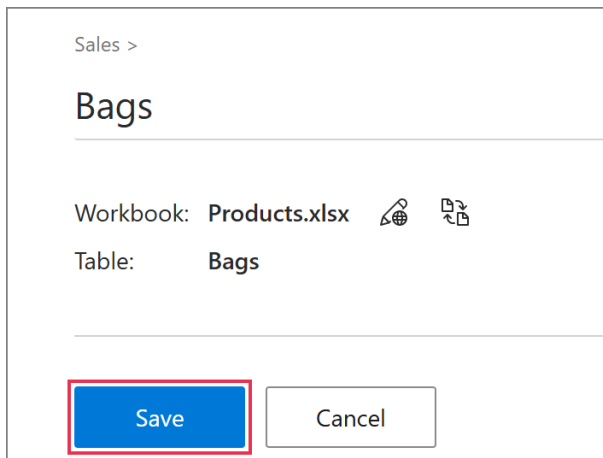 Sales >
Bags
Workbook: Products.xlsx
Table: Bags
Save Cancel